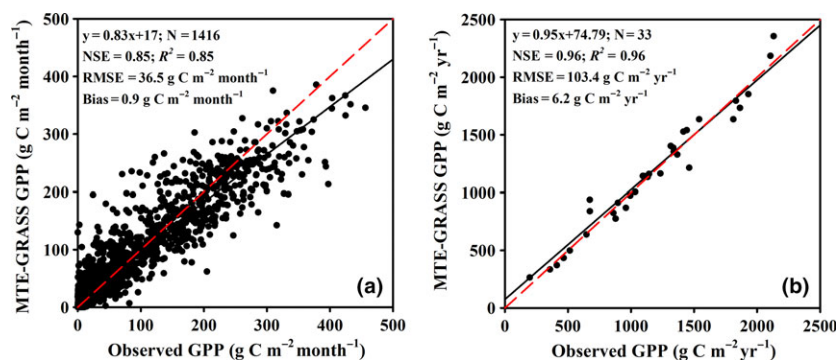 y = 0.83x+17; N = 1416
NSE = 0.85; R² = 0.85
RMSE = 36.5 g C m⁻² month⁻¹
Bias = 0.9 g C m⁻² month⁻¹
MTE-GRASS GPP (g C m⁻² month⁻¹)
500
400
300
200
100
0
(a)
0 100 200 300 400 500
Observed GPP (g C m⁻² month⁻¹)
y = 0.95x+74.79; N = 33
NSE = 0.96; R² = 0.96
RMSE = 103.4 g C m⁻² yr⁻¹
Bias = 6.2 g C m⁻² yr⁻¹
MTE-GRASS GPP (g C m⁻² yr⁻¹)
2500
2000
1500
1000
500
0
(b)
0 500 1000 1500 2000 2500
Observed GPP (g C m⁻² yr⁻¹)